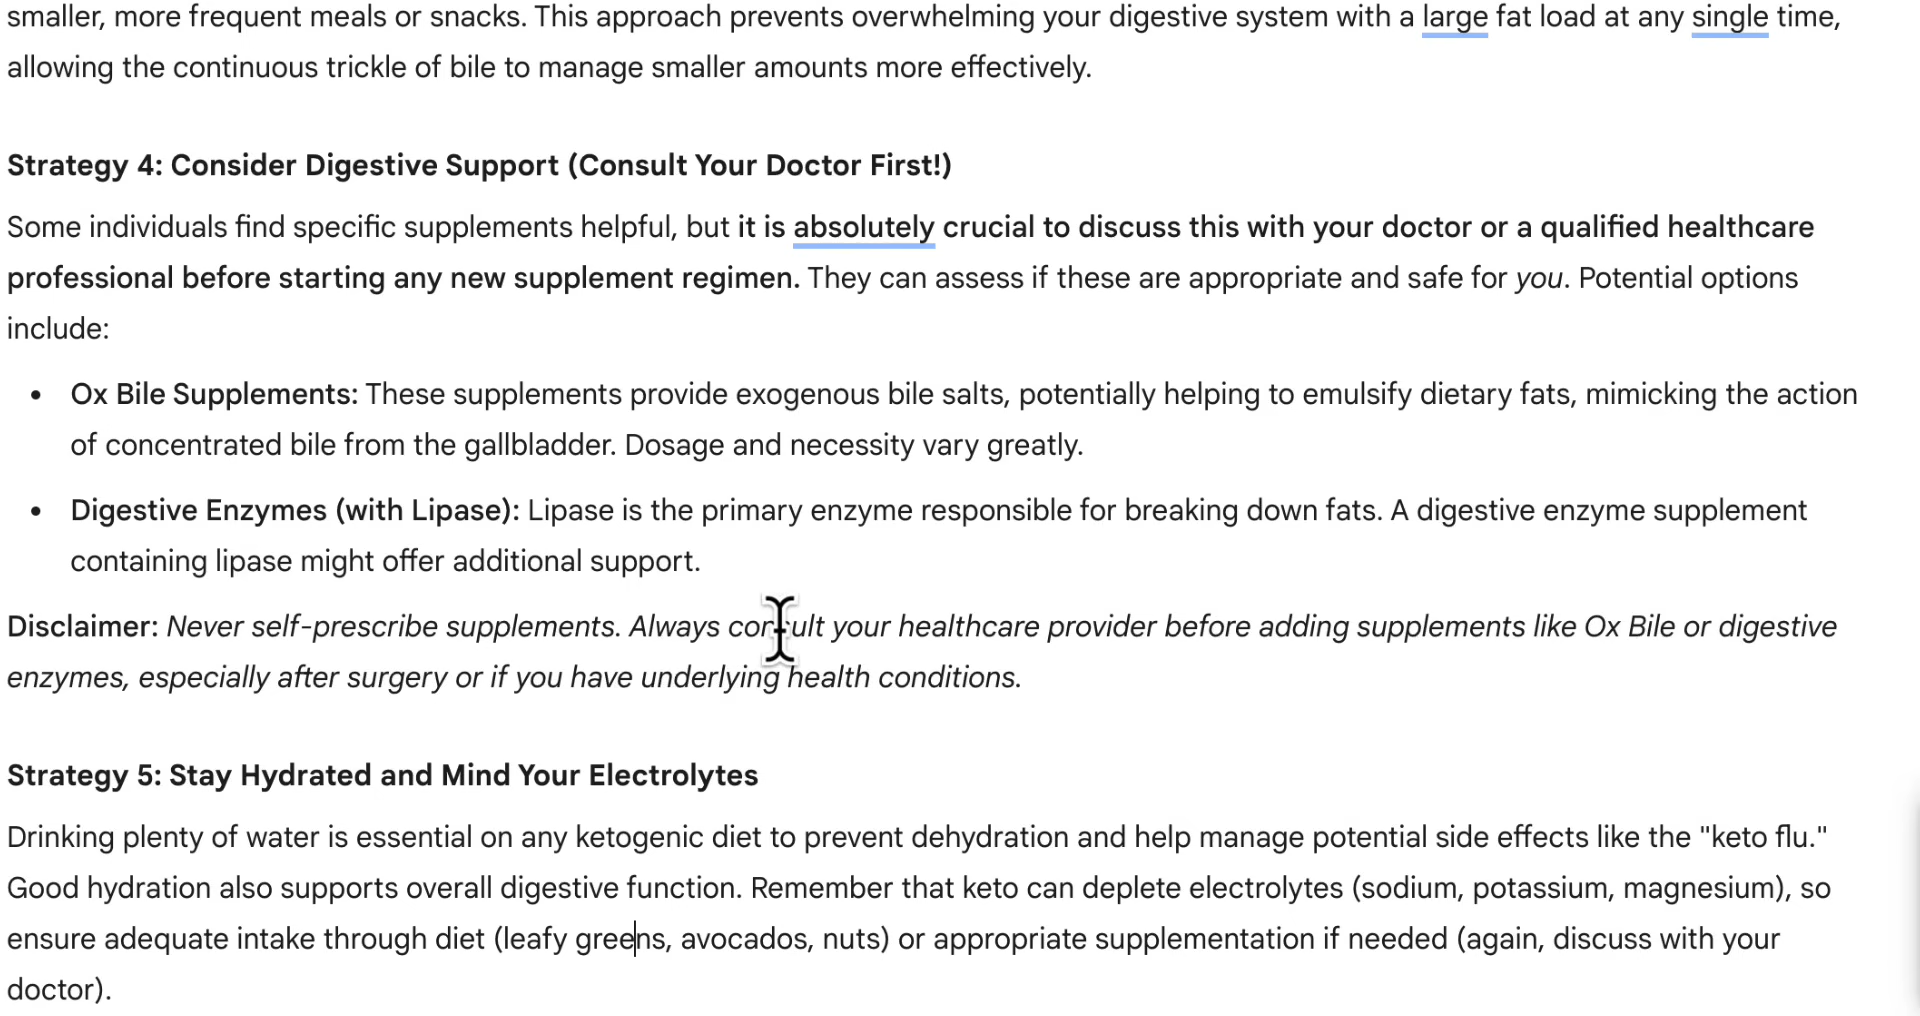 smaller, more frequent meals or snacks. This approach prevents overwhelming your digestive system with a large fat load at any single time,
allowing the continuous trickle of bile to manage smaller amounts more effectively.
Strategy 4: Consider Digestive Support (Consult Your Doctor First!)
Some individuals find specific supplements helpful, but it is absolutely crucial to discuss this with your doctor or a qualified healthcare
professional before starting any new supplement regimen. They can assess if these are appropriate and safe for you. Potential options
include:
• Ox Bile Supplements: These supplements provide exogenous bile salts, potentially helping to emulsify dietary fats, mimicking the action
of concentrated bile from the gallbladder. Dosage and necessity vary greatly.
• Digestive Enzymes (with Lipase): Lipase is the primary enzyme responsible for breaking down fats. A digestive enzyme supplement
containing lipase might offer additional support.
Disclaimer: Never self-prescribe supplements. Always consult your healthcare provider before adding supplements like Ox Bile or digestive
enzymes, especially after surgery or if you have underlying health conditions.
Strategy 5: Stay Hydrated and Mind Your Electrolytes
Drinking plenty of water is essential on any ketogenic diet to prevent dehydration and help manage potential side effects like the "keto flu."
Good hydration also supports overall digestive function. Remember that keto can deplete electrolytes (sodium, potassium, magnesium), so
ensure adequate intake through diet (leafy greens, avocados, nuts) or appropriate supplementation if needed (again, discuss with your
doctor).